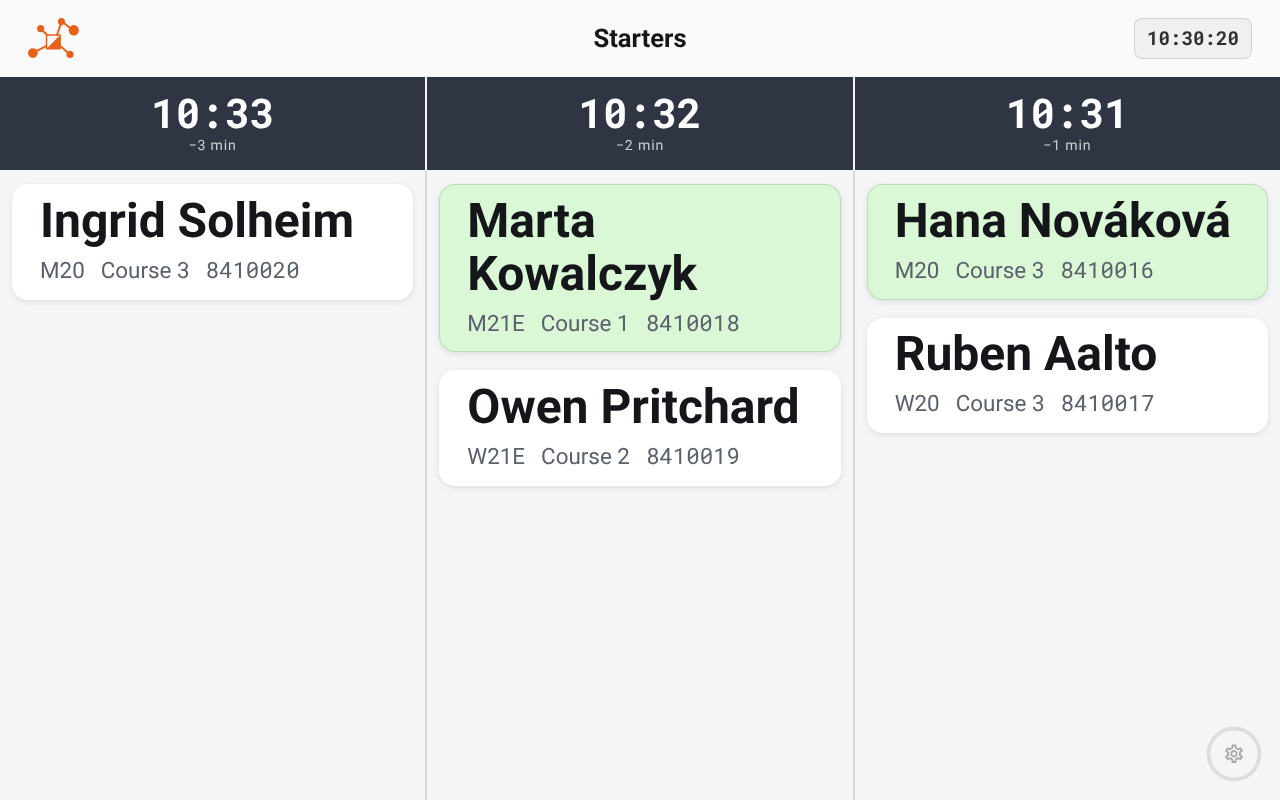 Starters
10:30:20
10:33
−3 min
Ingrid Solheim
M20 Course 3 8410020
10:32
−2 min
Marta
Kowalczyk
M21E Course 1 8410018
Owen Pritchard
W21E Course 2 8410019
10:31
−1 min
Hana Nováková
M20 Course 3 8410016
Ruben Aalto
W20 Course 3 8410017